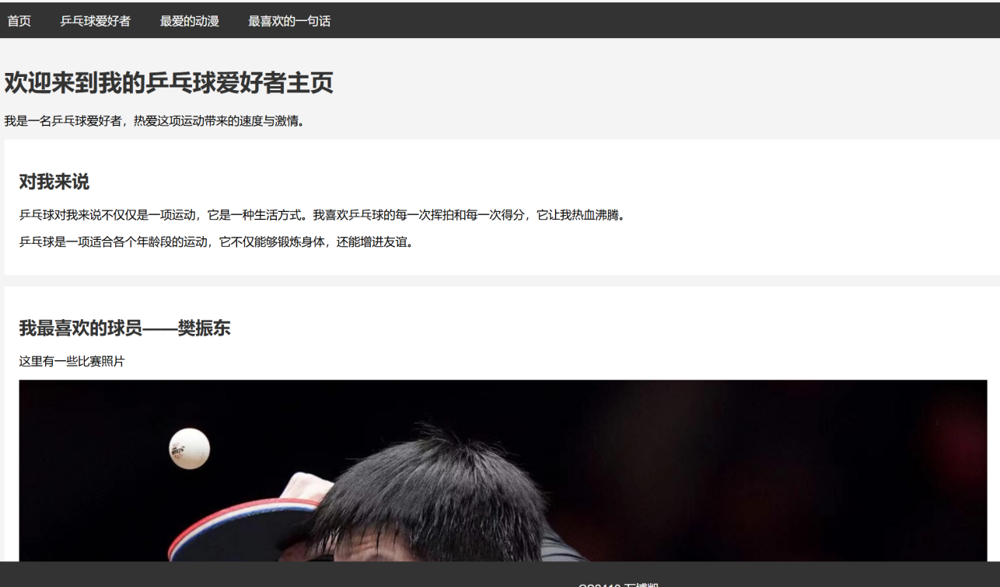 首页 乒乓球爱好者 最爱的动漫 最喜欢的一句话
欢迎来到我的乒乓球爱好者主页
我是一名乒乓球爱好者，热爱这项运动带来的速度与激情。
对我来说
乒乓球对我来说不仅仅是一项运动，它是一种生活方式。我喜欢乒乓球的每一次挥拍和每一次得分，它让我热血沸腾。
乒乓球是一项适合各个年龄段的运动，它不仅能够锻炼身体，还能增进友谊。
我最喜欢的球员——樊振东
这里有一些比赛照片